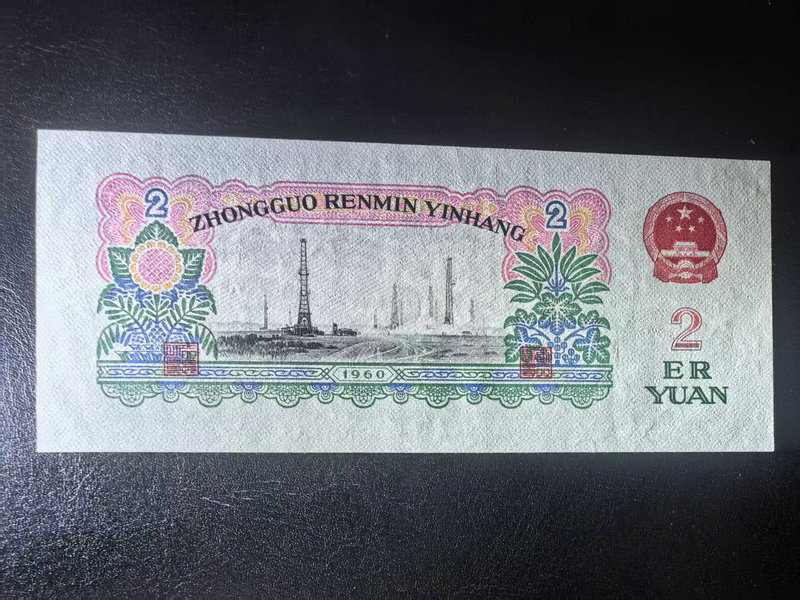 2
ZHONGGUO RENMIN YINHANG
2
1960
2
ER
YUAN